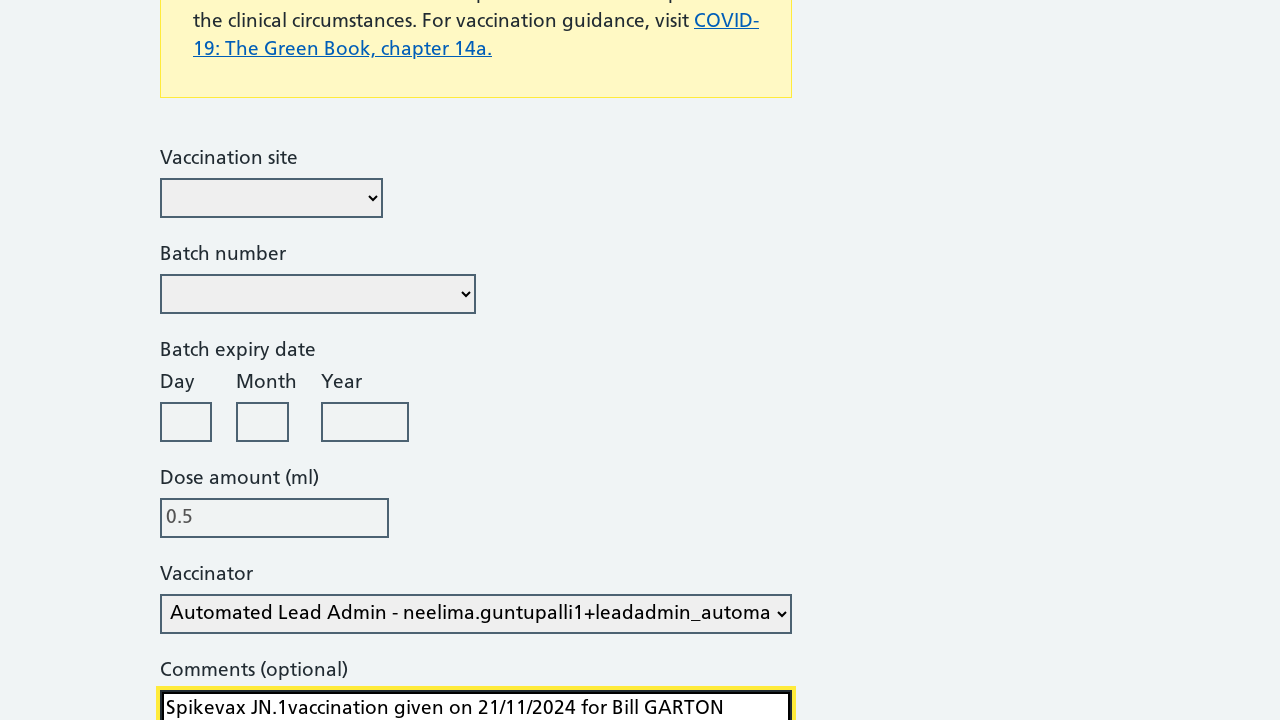 the clinical circumstances. For vaccination guidance, visit COVID-
19: The Green Book, chapter 14a.
Vaccination site
Batch number
Batch expiry date
Day Month Year
Dose amount (ml)
0.5
Vaccinator
Automated Lead Admin - neelima.guntupalli1+leadadmin_automa
Comments (optional)
Spikevax JN.1vaccination given on 21/11/2024 for Bill GARTON